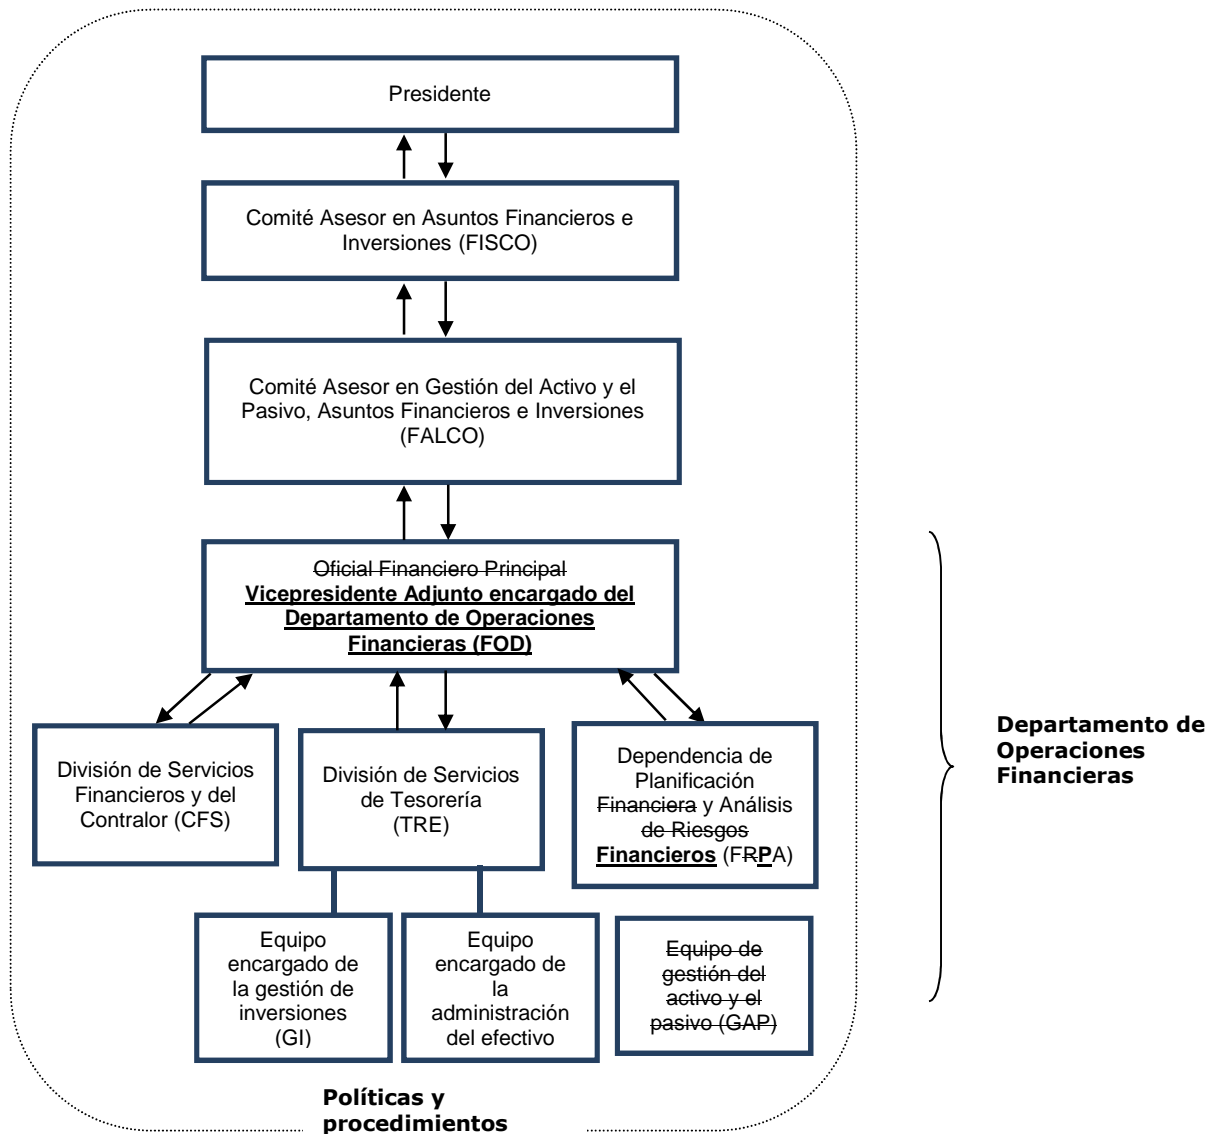 Presidente
Comité Asesor en Asuntos Financieros e
Inversiones (FISCO)
Comité Asesor en Gestión del Activo y el
Pasivo, Asuntos Financieros e Inversiones
(FALCO)
Oficial Financiero Principal
Vicepresidente Adjunto encargado del
Departamento de Operaciones
Financieras (FOD)
División de Servicios
Financieros y del
Contralor (CFS)
División de Servicios
de Tesorería
(TRE)
Dependencia de
Planificación
Financiera y Análisis
de Riesgos
Financieros (FRPA)
Departamento de
Operaciones
Financieras
Equipo
encargado de
la gestión de
inversiones
(GI)
Equipo
encargado de
la
administración
del efectivo
Equipo de
gestión del
activo y el
pasivo (GAP)
Políticas y
procedimientos